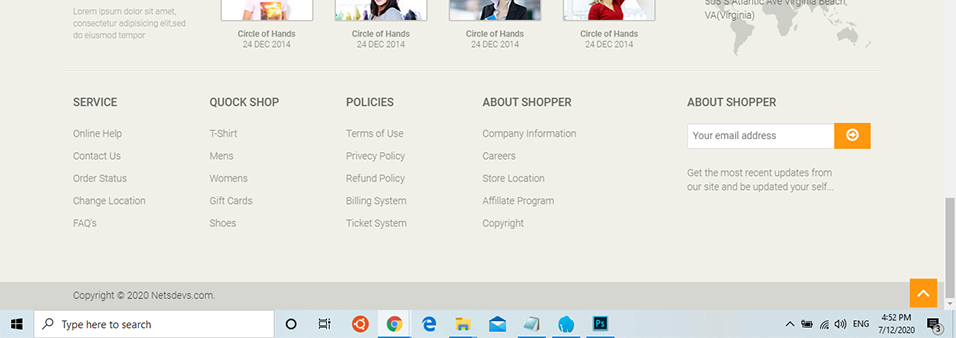 Lorem ipsum dolor sit amet,
consectetur adipisicing elit,sed
do eiusmod tempor
Circle of Hands
24 DEC 2014
Circle of Hands
24 DEC 2014
Circle of Hands
24 DEC 2014
Circle of Hands
24 DEC 2014
505 S Atlantic Ave Virginia Beach,
VA(Virginia)
SERVICE
Online Help
Contact Us
Order Status
Change Location
FAQ's
QUOCK SHOP
T-Shirt
Mens
Womens
Gift Cards
Shoes
POLICIES
Terms of Use
Privecy Policy
Refund Policy
Billing System
Ticket System
ABOUT SHOPPER
Company Information
Careers
Store Location
Affillate Program
Copyright
ABOUT SHOPPER
Your email address
Get the most recent updates from
our site and be updated your self...
Copyright © 2020 Netsdevs.com.
Type here to search
Ps
ENG
4:52 PM
7/12/2020
3